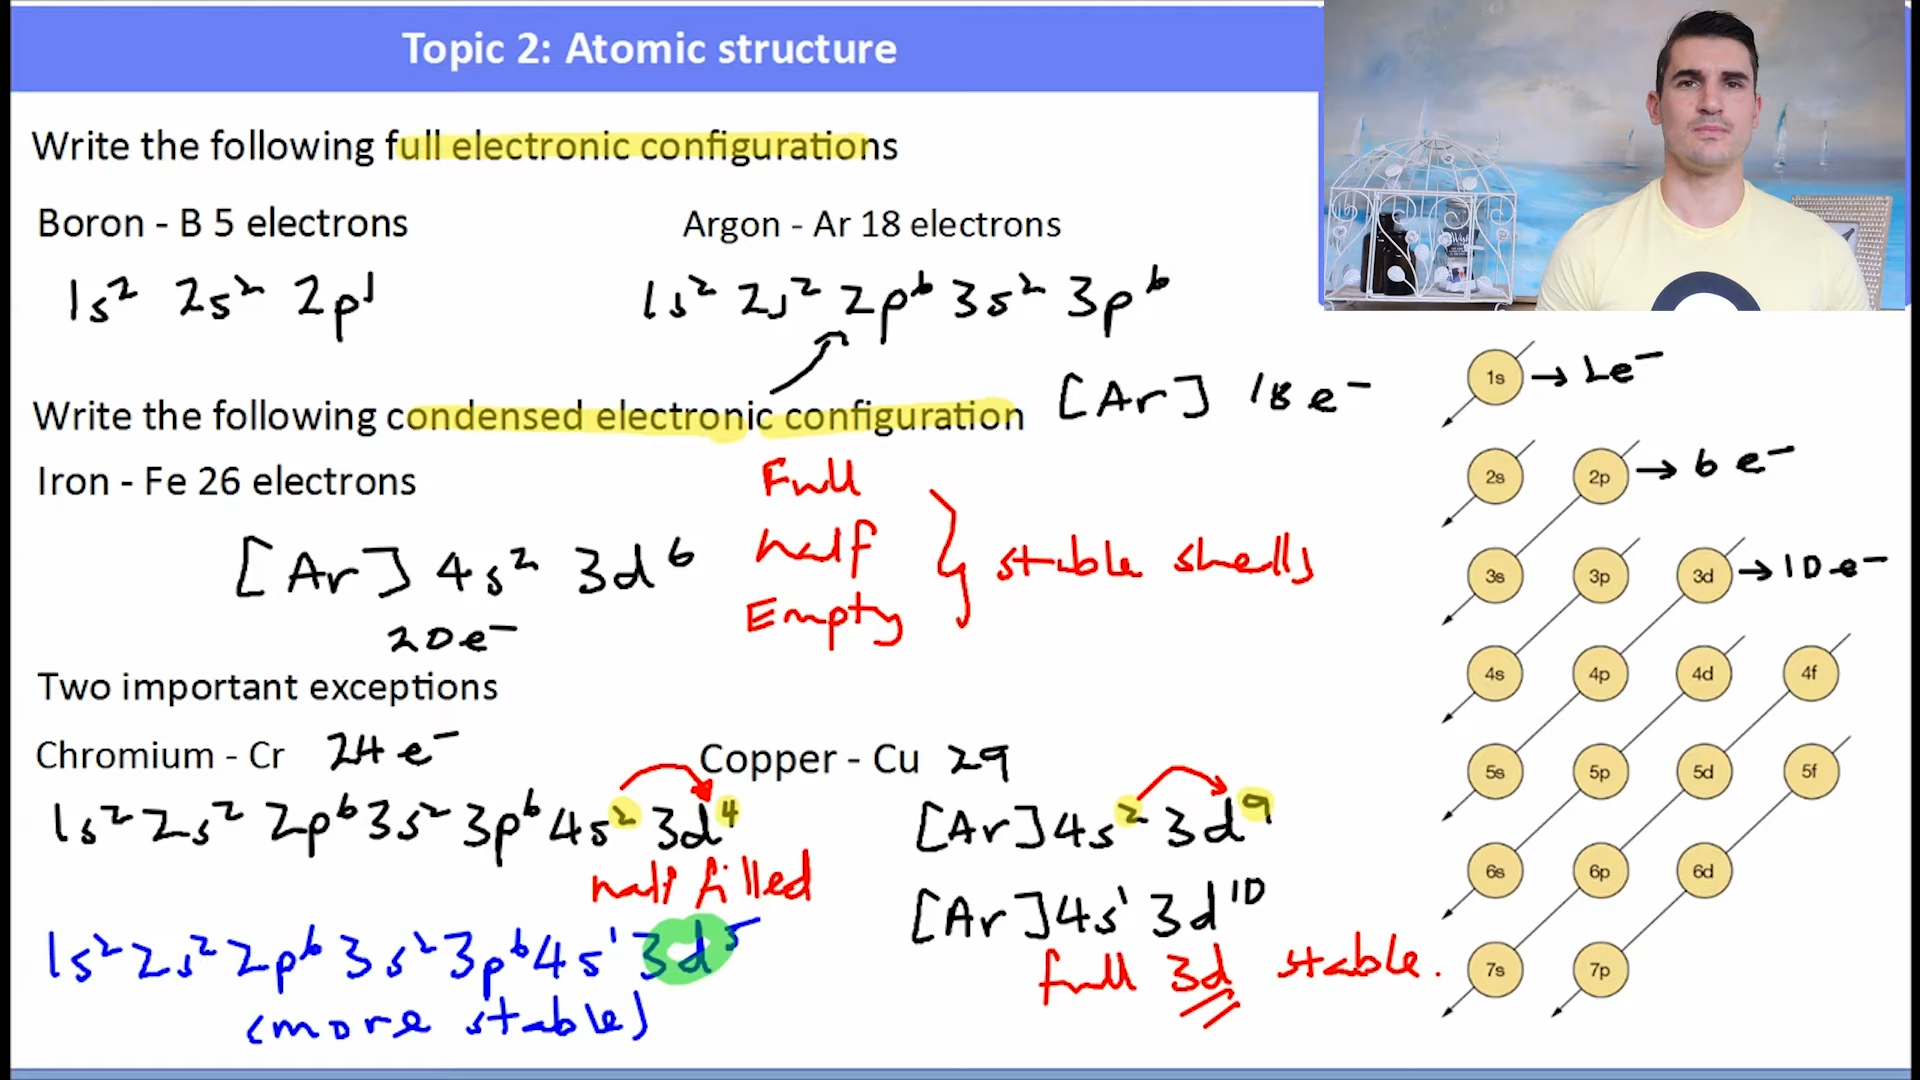 Topic 2: Atomic structure
Write the following full electronic configurations
Boron - B 5 electrons
Argon - Ar 18 electrons
1s² 2s² 2p¹
1s² 2s² 2p⁶ 3s² 3p⁶
Write the following condensed electronic configuration
[Ar] 18 e⁻
Iron - Fe 26 electrons
[Ar] 4s² 3d⁶
20e⁻
Full
half
Empty
stable shells
Two important exceptions
Chromium - Cr 24 e⁻
1s² 2s² 2p⁶ 3s² 3p⁶ 4s² 3d⁴
half filled
1s² 2s² 2p⁶ 3s² 3p⁶ 4s¹ 3d⁵
(more stable)
Copper - Cu 29
[Ar] 4s² 3d⁹
[Ar] 4s¹ 3d¹⁰
full 3d stable.
1s → 2e⁻
2s 2p → 6 e⁻
3s 3p 3d → 10 e⁻
4s 4p 4d 4f
5s 5p 5d 5f
6s 6p 6d
7s 7p